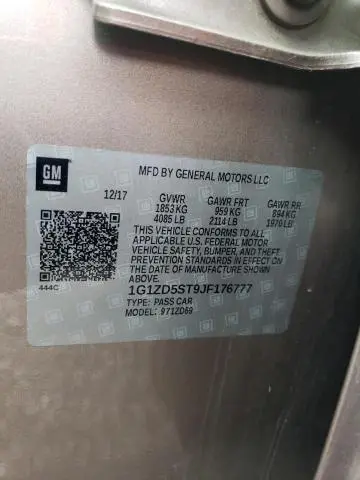 GM
MFD BY GENERAL MOTORS LLC
12/17 GVWR GAWR FRT GAWR RR
1853 KG 959 KG 894 KG
4085 LB 2114 LB 1970 LB
THIS VEHICLE CONFORMS TO ALL
APPLICABLE U.S. FEDERAL MOTOR
VEHICLE SAFETY, BUMPER, AND THEFT
PREVENTION STANDARDS IN EFFECT ON
THE DATE OF MANUFACTURE SHOWN
ABOVE.
444C 1G1ZD5ST9JF176777
TYPE: PASS CAR
MODEL: 971ZD69